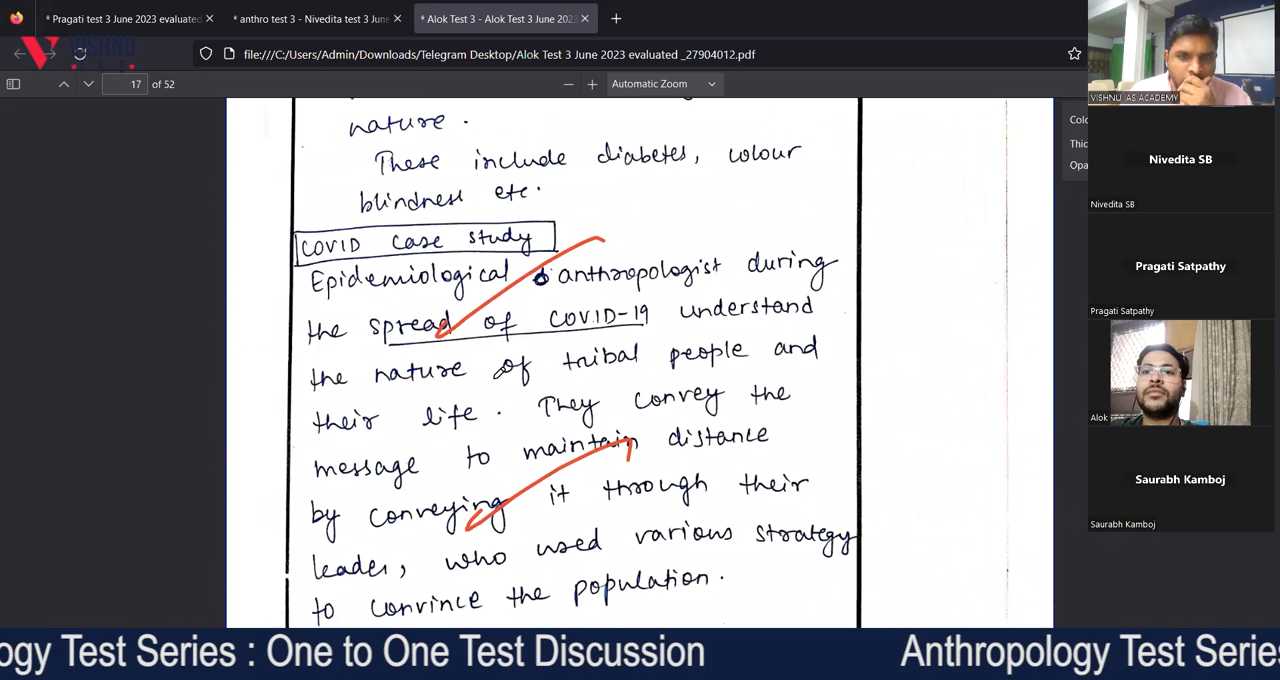 * Pragati test 3 June 2023 evaluated
* anthro test 3 - Nivedita test 3 June
* Alok Test 3 - Alok Test 3 June 2023
VISHNU
IAS
file:///C:/Users/Admin/Downloads/Telegram Desktop/Alok Test 3 June 2023 evaluated _27904012.pdf
17 of 52
Automatic Zoom
nature.
These include diabetes, colour
blindness etc.
COVID case study
Epidemiological anthropologist during
the spread of COVID-19 understand
the nature of tribal people and
their life. They convey the
message to maintain distance
by conveying it through their
leader, who used various strategy
to convince the population.
Colo
Thic
Opa
VISHNU IAS ACADEMY
Nivedita SB
Nivedita SB
Pragati Satpathy
Pragati Satpathy
Alok
Saurabh Kamboj
Saurabh Kamboj
ogy Test Series : One to One Test Discussion
Anthropology Test Serie